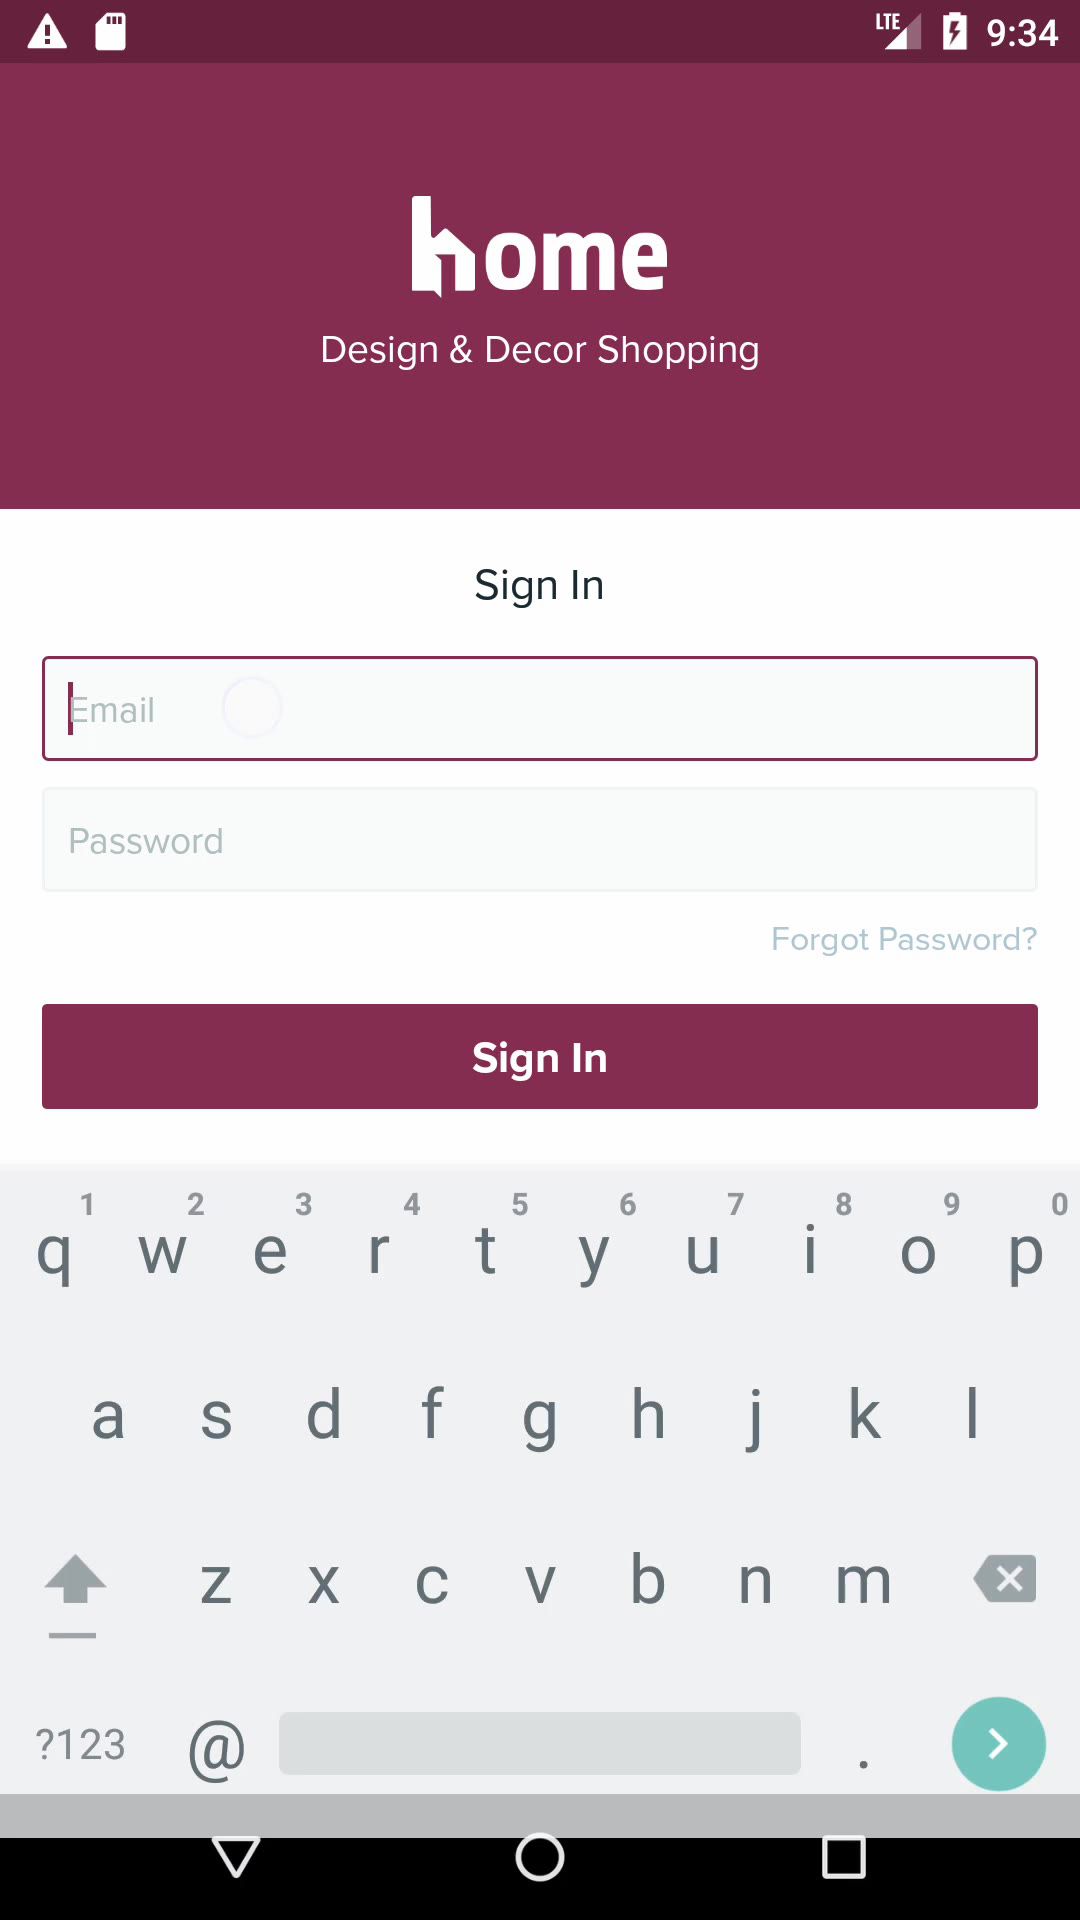 LTE 9:34
home
Design & Decor Shopping
Sign In
Email
Password
Forgot Password?
Sign In
1 2 3 4 5 6 7 8 9 0
q w e r t y u i o p
a s d f g h j k l
z x c v b n m
?123 @ .